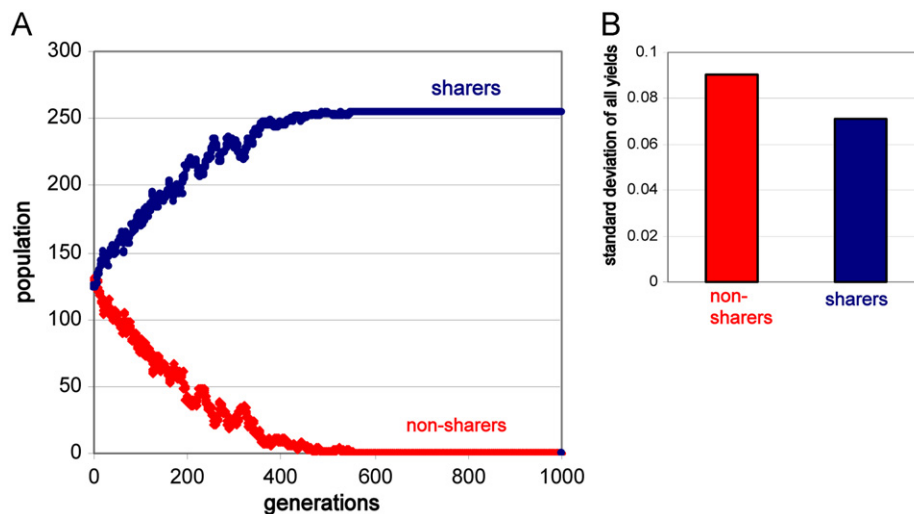 A
300
250
200
150
100
50
0
population
sharers
non-sharers
0 200 400 600 800 1000
generations
B
0.1
0.08
0.06
0.04
0.02
0
standard deviation of all yields
non-
sharers
sharers